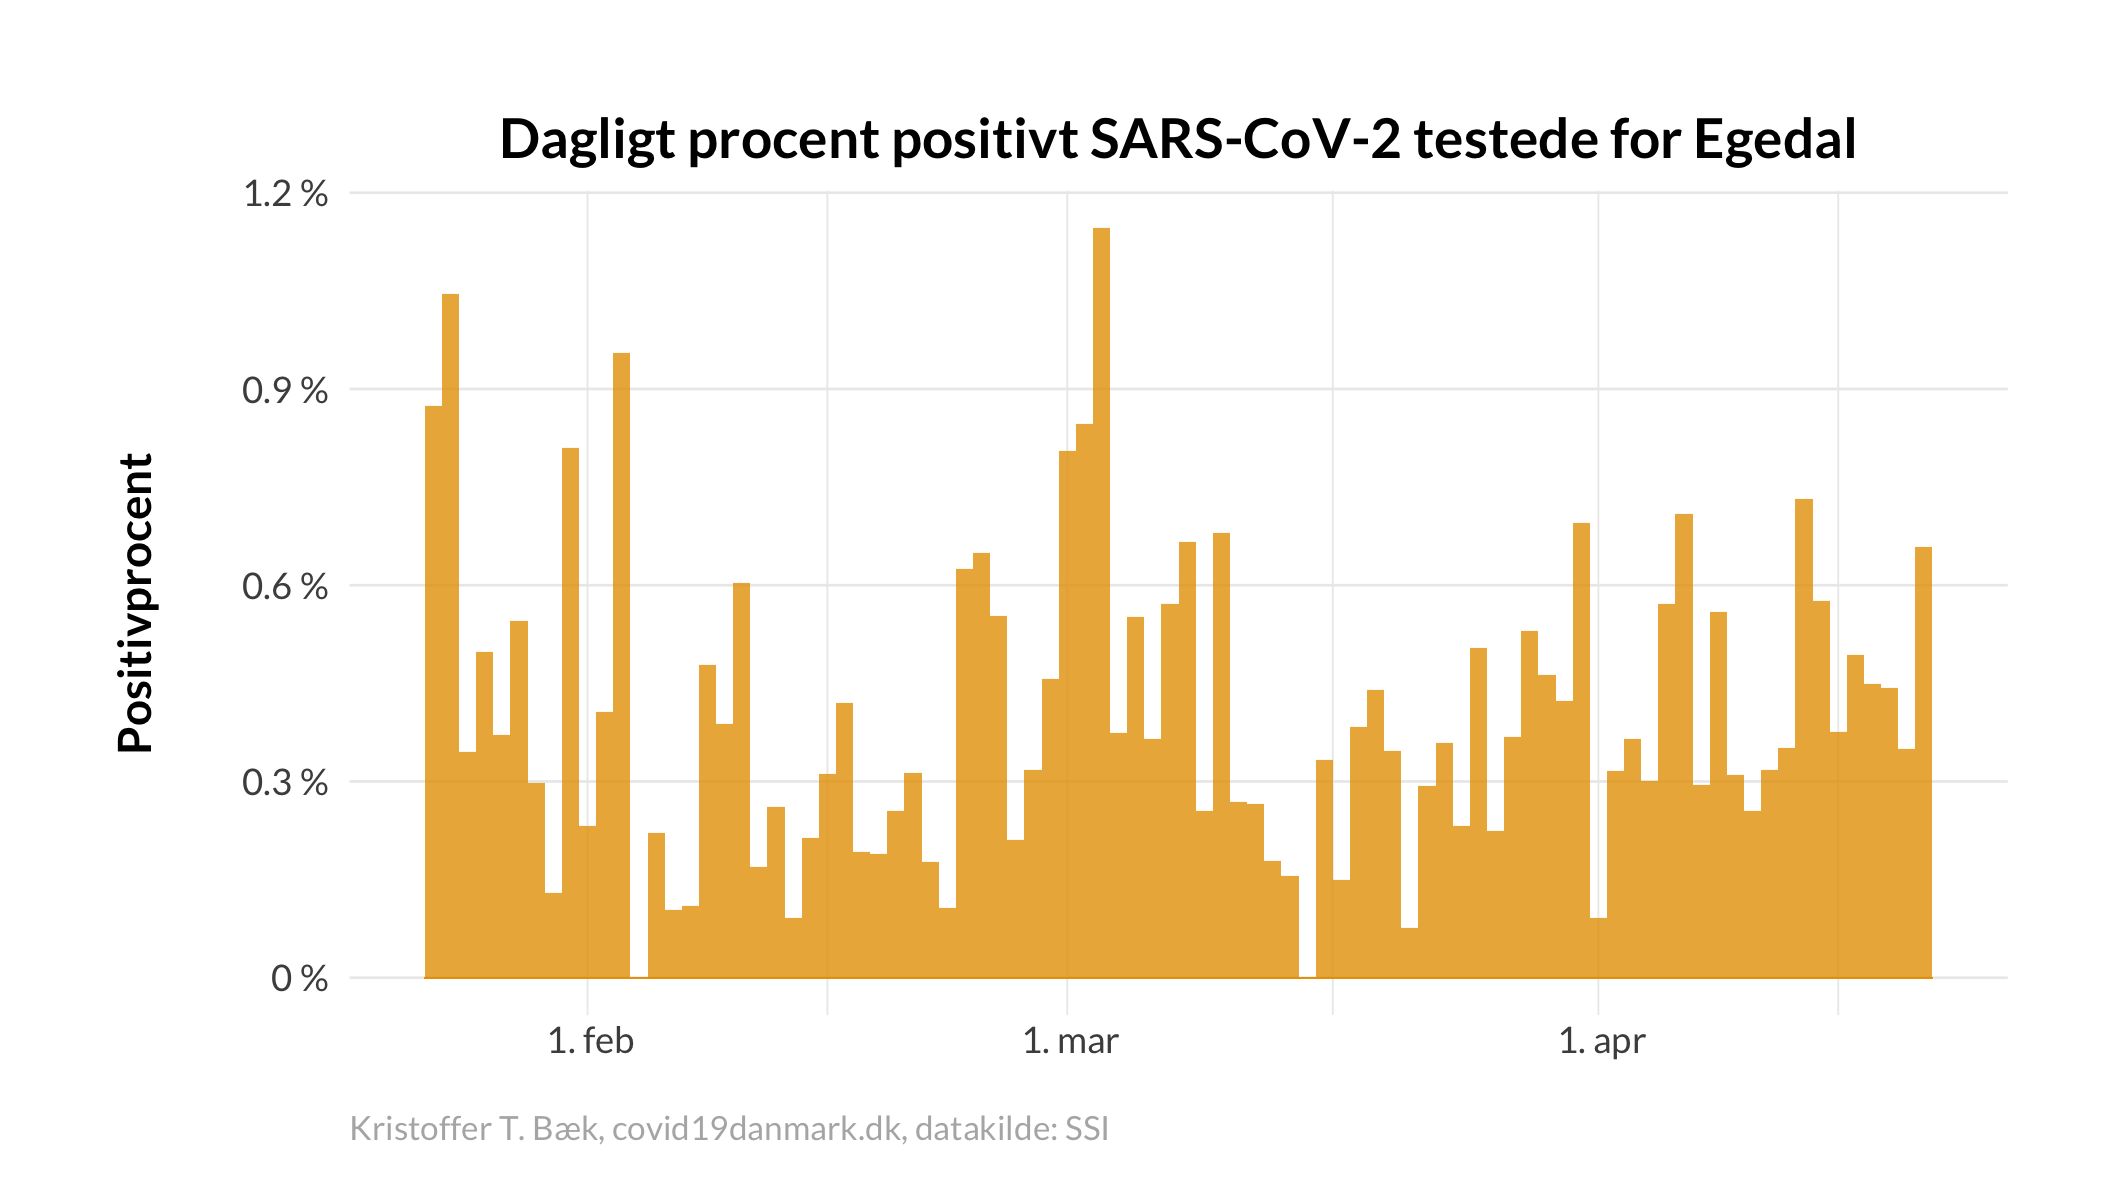 Dagligt procent positivt SARS-CoV-2 testede for Egedal
Positivprocent
1.2 %
0.9 %
0.6 %
0.3 %
0 %
1. feb
1. mar
1. apr
Kristoffer T. Bæk, covid19danmark.dk, datakilde: SSI